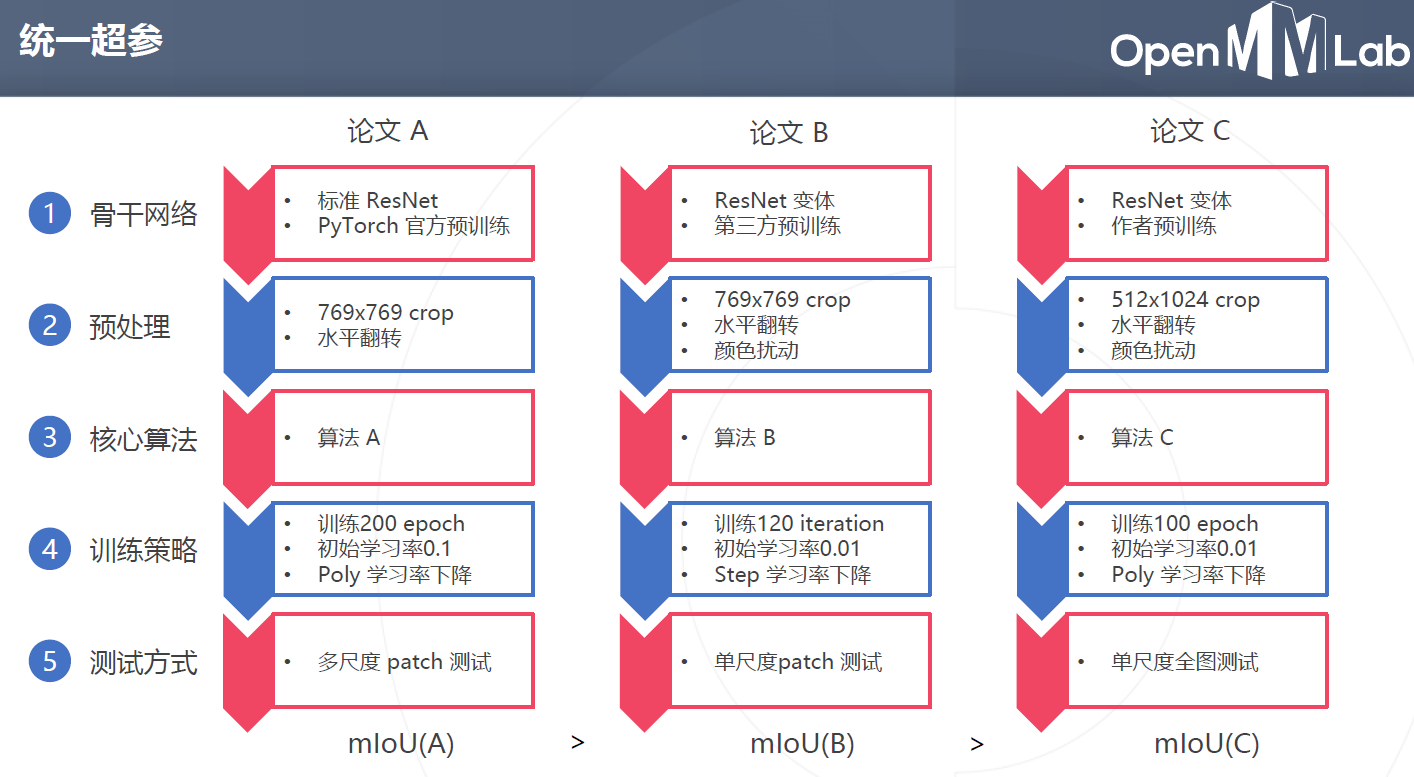 统一超参
OpenMMLab
论文 A
论文 B
论文 C
1 骨干网络
• 标准 ResNet
• PyTorch 官方预训练
• ResNet 变体
• 第三方预训练
• ResNet 变体
• 作者预训练
2 预处理
• 769x769 crop
• 水平翻转
• 769x769 crop
• 水平翻转
• 颜色扰动
• 512x1024 crop
• 水平翻转
• 颜色扰动
3 核心算法
• 算法 A
• 算法 B
• 算法 C
4 训练策略
• 训练200 epoch
• 初始学习率0.1
• Poly 学习率下降
• 训练120 iteration
• 初始学习率0.01
• Step 学习率下降
• 训练100 epoch
• 初始学习率0.01
• Poly 学习率下降
5 测试方式
• 多尺度 patch 测试
• 单尺度patch 测试
• 单尺度全图测试
mIoU(A) > mIoU(B) > mIoU(C)